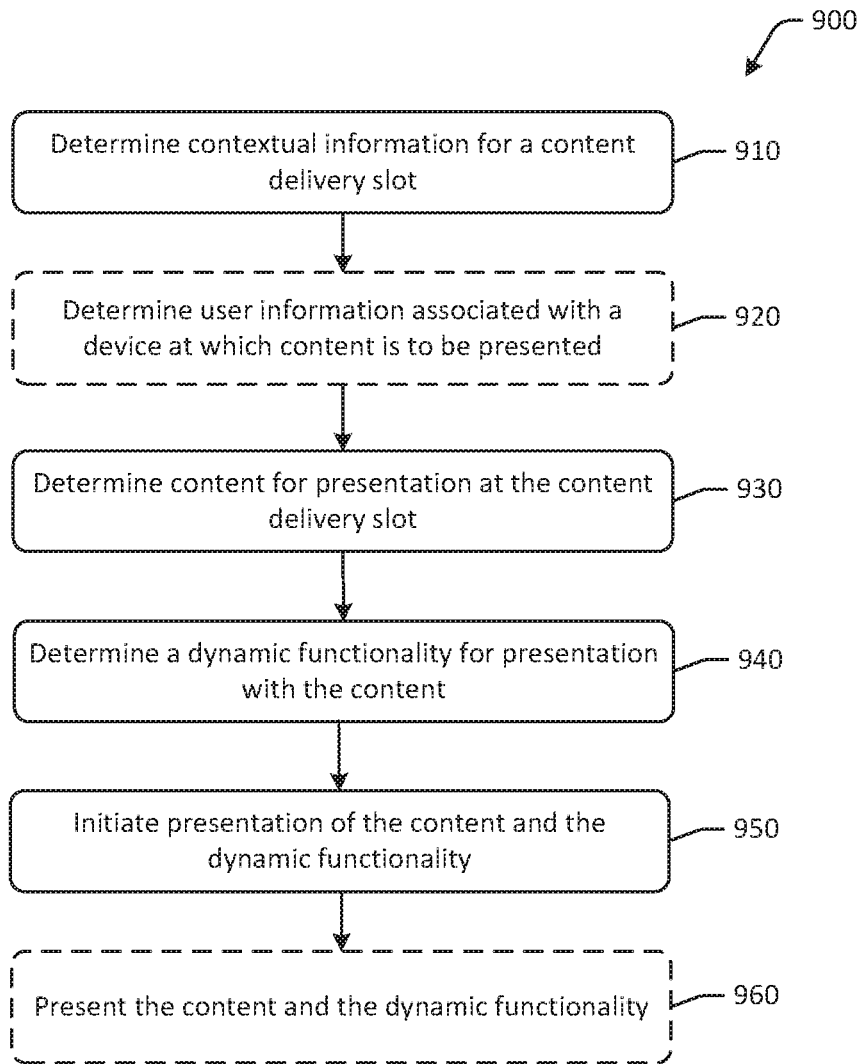 900
Determine contextual information for a content
delivery slot
910
Determine user information associated with a
device at which content is to be presented
920
Determine content for presentation at the content
delivery slot
930
Determine a dynamic functionality for presentation
with the content
940
Initiate presentation of the content and the
dynamic functionality
950
Present the content and the dynamic functionality
960